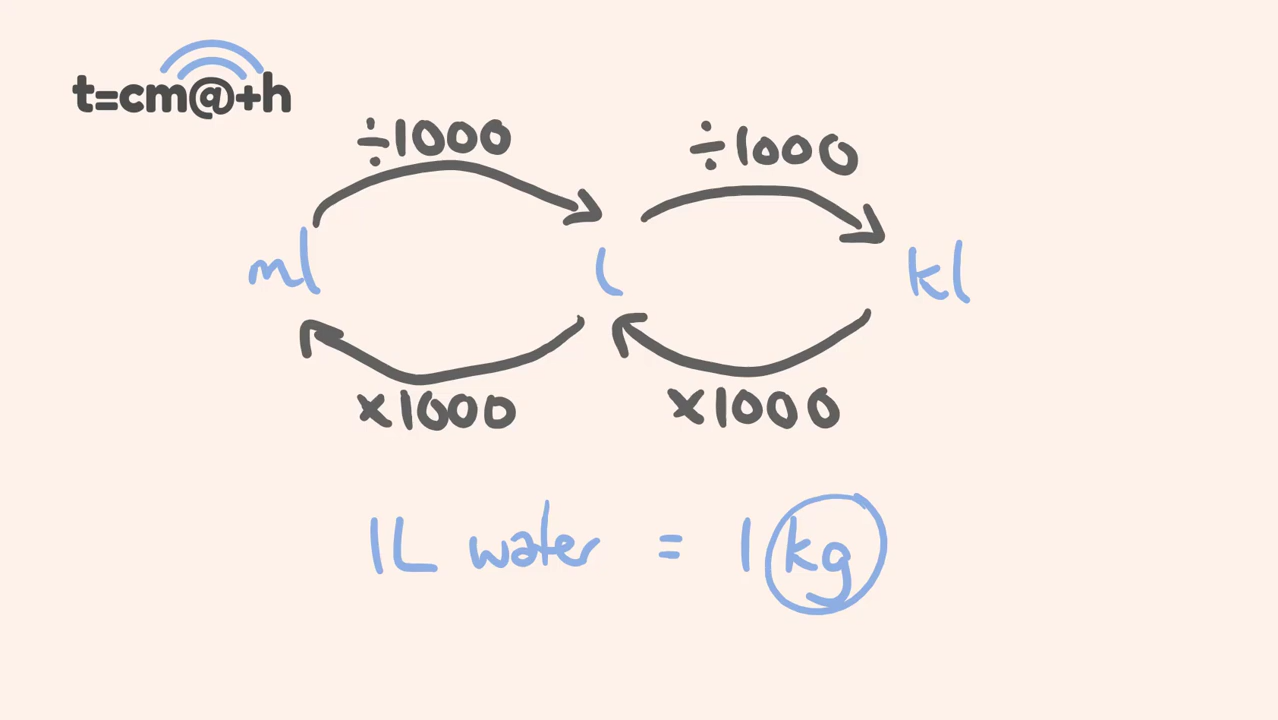 t=cm@+h
÷1000 ÷1000
ml l kl
x1000 x1000
1L water = 1 kg